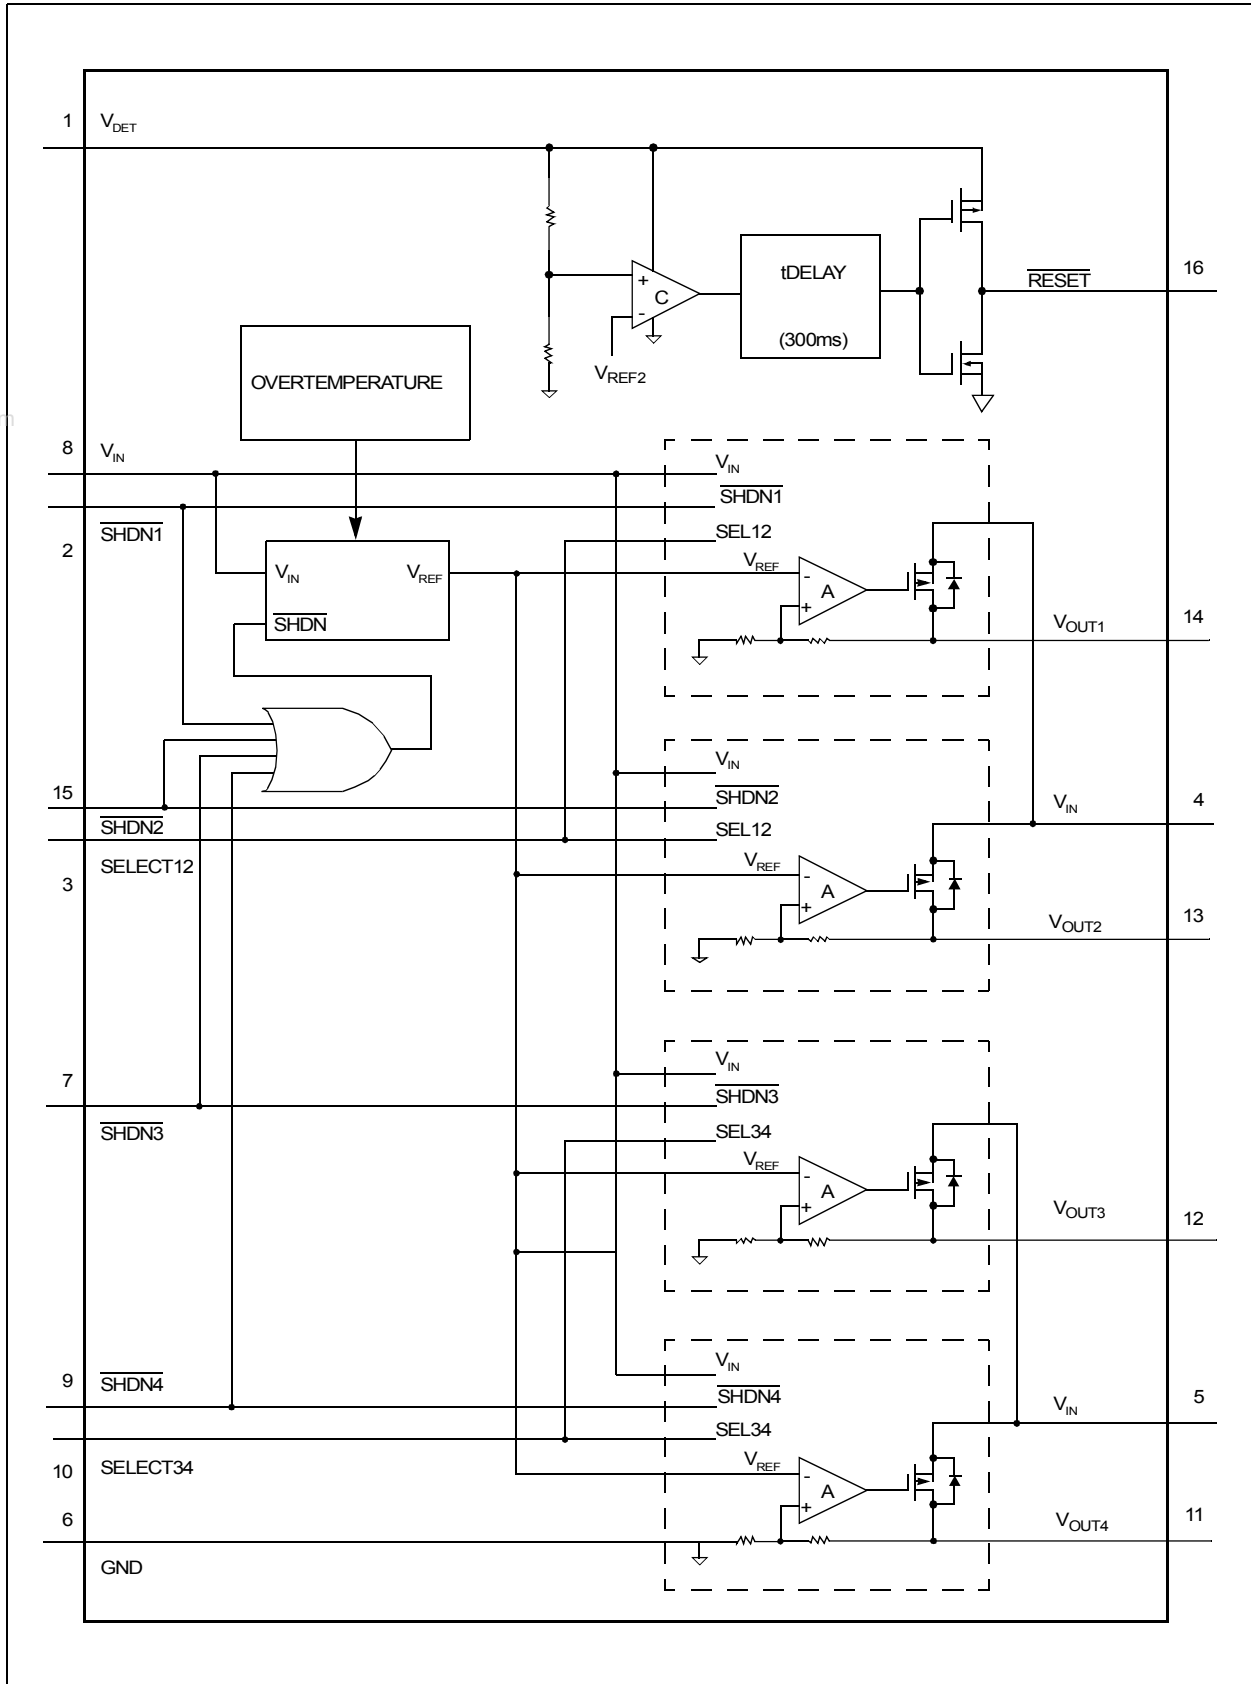 1 V_DET
tDELAY
(300ms)
+
-
C
V_REF2
RESET 16
OVERTEMPERATURE
m
8 V_IN
V_IN
SHDN1
2 SHDN1
SEL12
V_IN V_REF
SHDN
V_REF
-
A
+
V_OUT1 14
V_IN
15 SHDN2
SHDN2
SEL12
3 SELECT12
V_REF
-
A
+
V_IN 4
V_OUT2 13
V_IN
7 SHDN3
SHDN3
SEL34
V_REF
-
A
+
V_OUT3 12
V_IN
9 SHDN4
SHDN4
SEL34
10 SELECT34
V_REF
-
A
+
V_IN 5
V_OUT4 11
6 GND